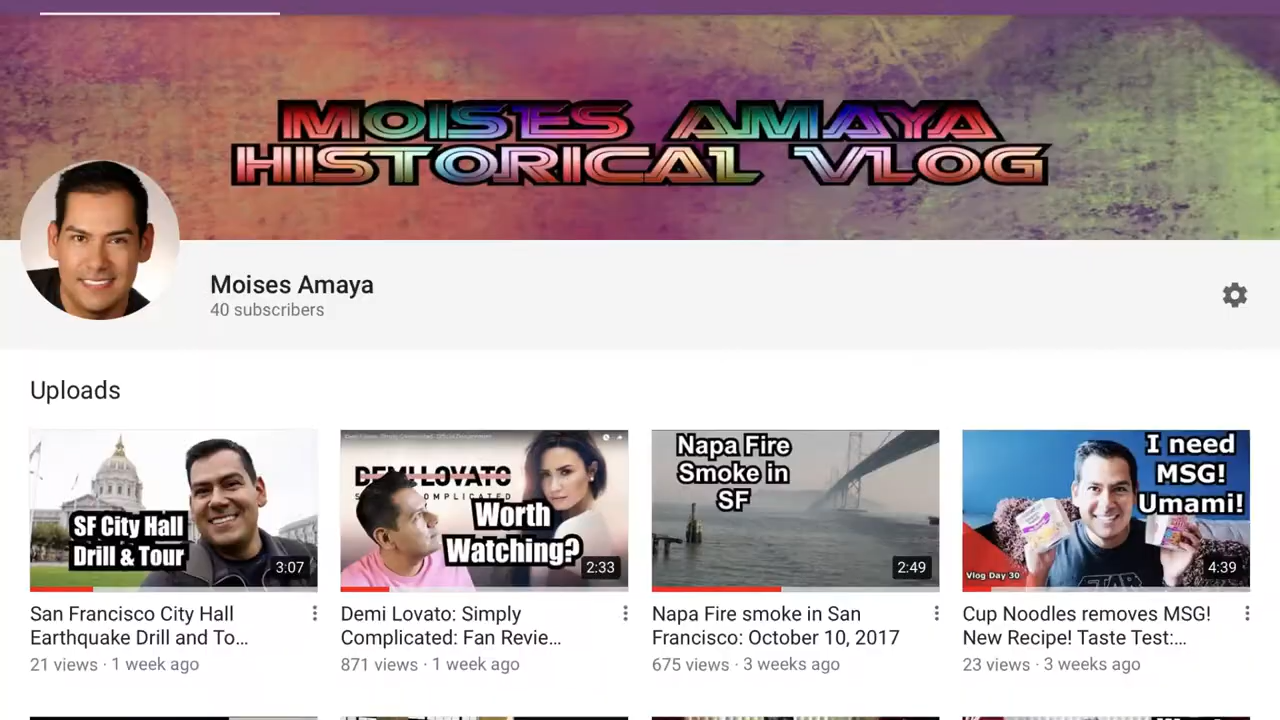 MOISES AMAYA
HISTORICAL VLOG
Moises Amaya
40 subscribers
Uploads
SF City Hall
Drill & Tour
3:07
DEMI LOVATO
Worth
Watching?
2:33
Napa Fire
Smoke in
SF
2:49
I need
MSG!
Umami!
Vlog Day 30
STAR
4:39
San Francisco City Hall
Earthquake Drill and To...
21 views · 1 week ago
Demi Lovato: Simply
Complicated: Fan Revie...
871 views · 1 week ago
Napa Fire smoke in San
Francisco: October 10, 2017
675 views · 3 weeks ago
Cup Noodles removes MSG!
New Recipe! Taste Test:...
23 views · 3 weeks ago